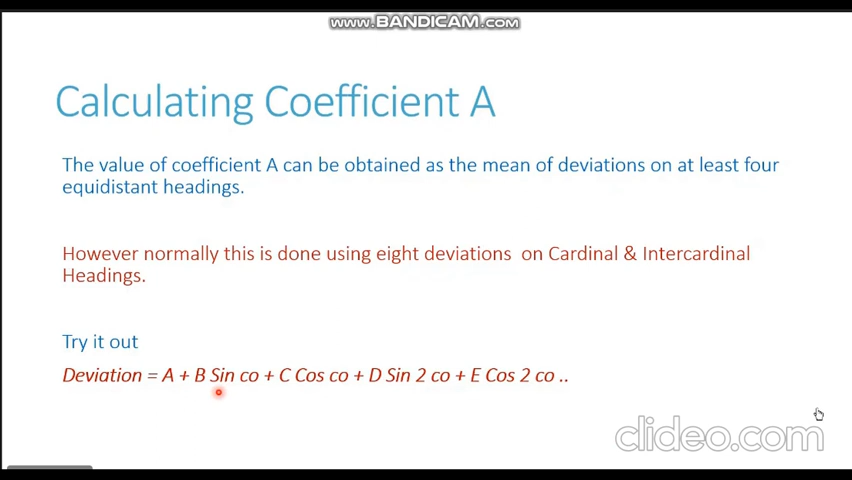 www.BANDICAM.com
Calculating Coefficient A
The value of coefficient A can be obtained as the mean of deviations on at least four
equidistant headings.
However normally this is done using eight deviations on Cardinal & Intercardinal
Headings.
Try it out
Deviation = A + B Sin co + C Cos co + D Sin 2 co + E Cos 2 co ..
clideo.com